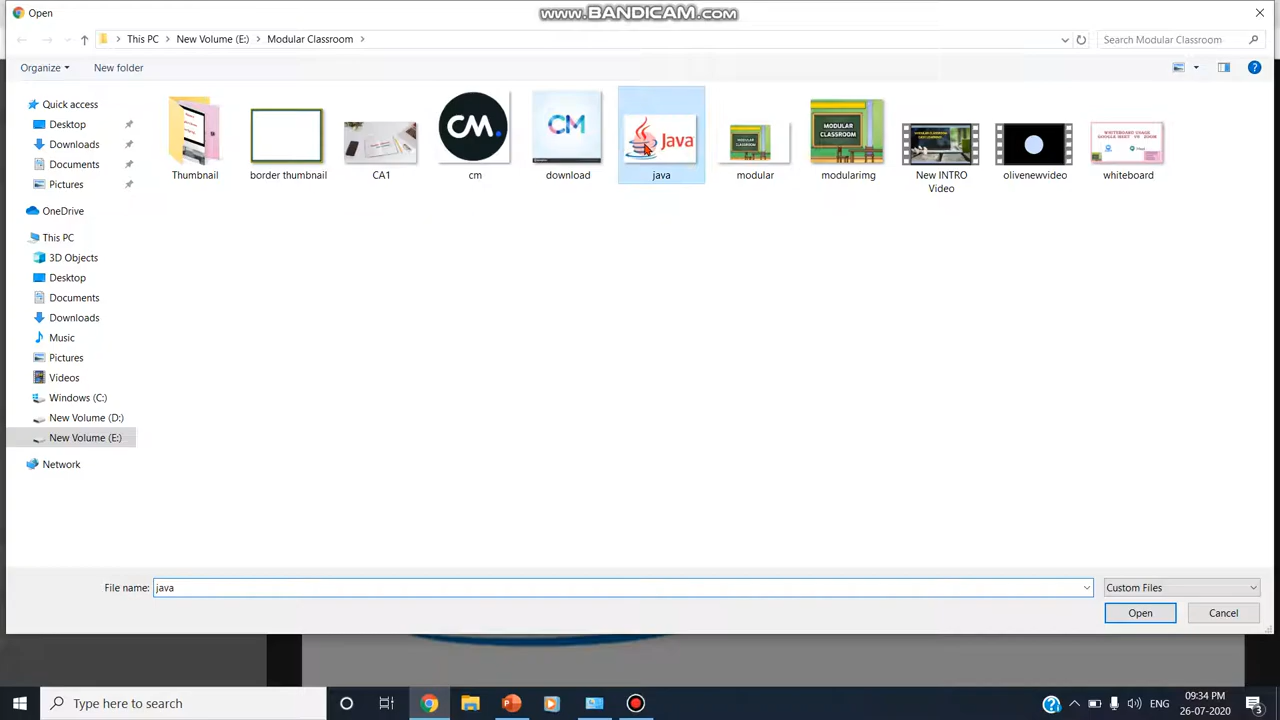 Open
www.BANDICAM.com
This PC
New Volume (E:)
Modular Classroom
Search Modular Classroom
Organize
New folder
Quick access
Desktop
Downloads
Documents
Pictures
OneDrive
This PC
3D Objects
Desktop
Documents
Downloads
Music
Pictures
Videos
Windows (C:)
New Volume (D:)
New Volume (E:)
Network
CM.
CM
Java
MODULAR
CLASSROOM
Thumbnail
border thumbnail
CA1
cm
download
java
modular
modularimg
New INTRO
Video
olivenewvideo
whiteboard
File name:
java
Custom Files
Open
Cancel
Type here to search
ENG
09:34 PM
26-07-2020
3